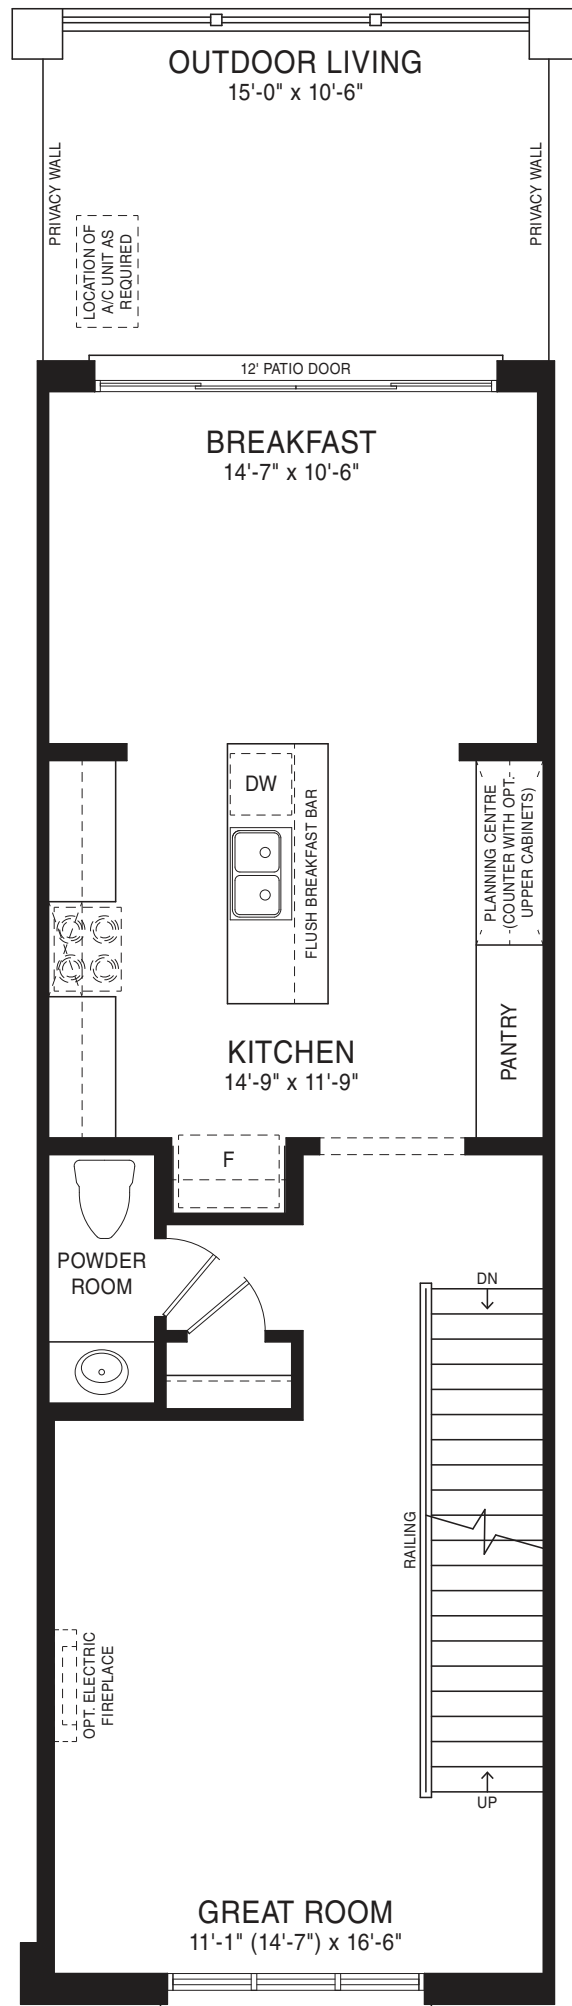 OUTDOOR LIVING
15'-0" x 10'-6"
PRIVACY WALL
PRIVACY WALL
LOCATION OF
A/C UNIT AS
REQUIRED
12' PATIO DOOR
BREAKFAST
14'-7" x 10'-6"
DW
FLUSH BREAKFAST BAR
PLANNING CENTRE
(COUNTER WITH OPT.
UPPER CABINETS)
KITCHEN
14'-9" x 11'-9"
PANTRY
F
POWDER
ROOM
DN
RAILING
OPT. ELECTRIC
FIREPLACE
UP
GREAT ROOM
11'-1" (14'-7") x 16'-6"